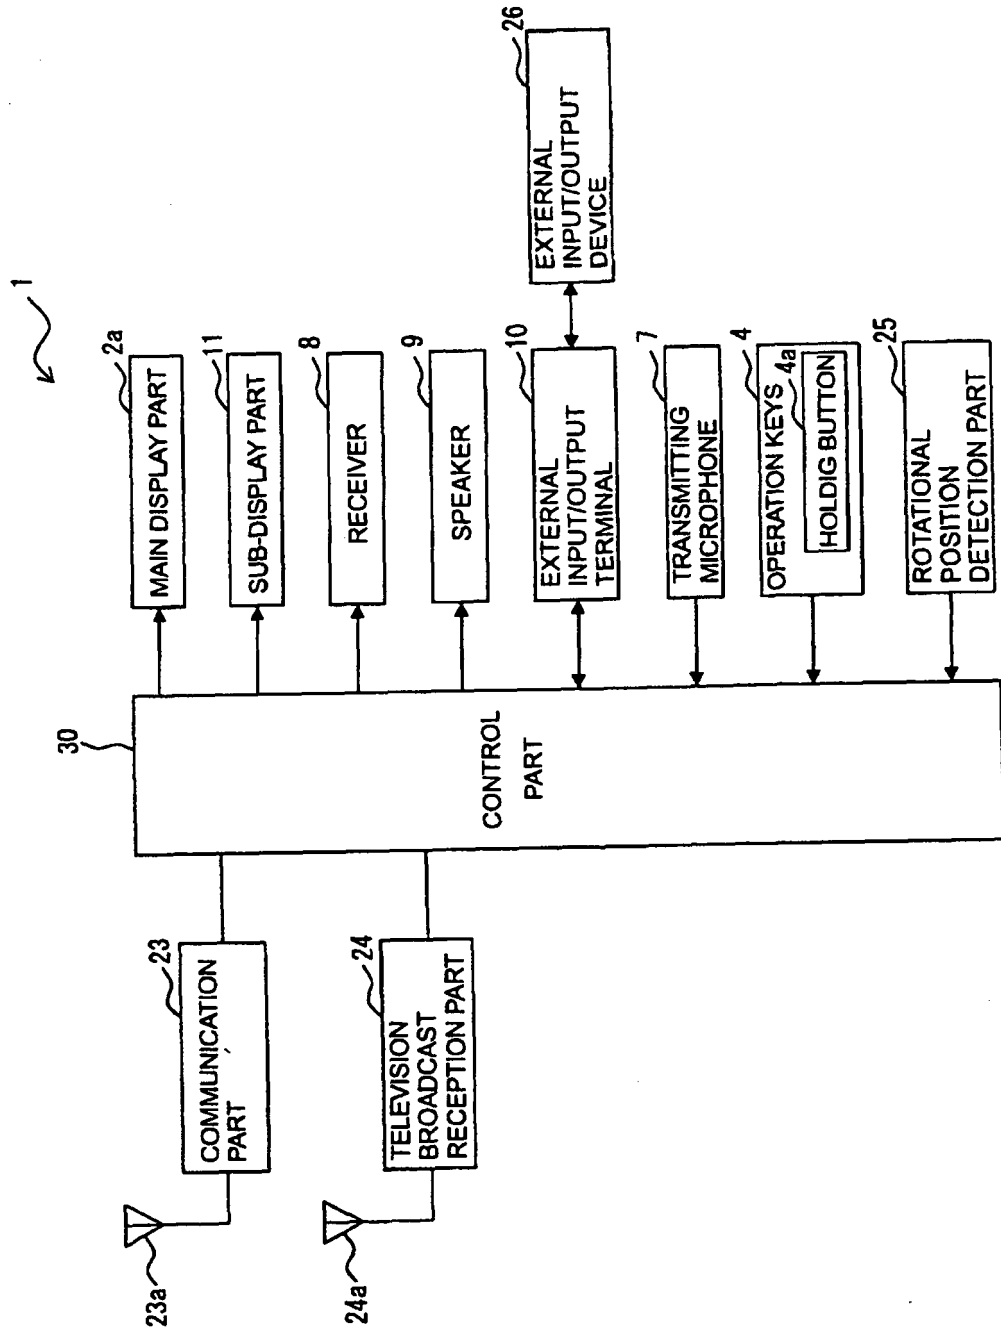 1
30
2a
MAIN DISPLAY PART
11
SUB-DISPLAY PART
8
RECEIVER
9
SPEAKER
10
EXTERNAL
INPUT/OUTPUT
TERMINAL
26
EXTERNAL
INPUT/OUTPUT
DEVICE
7
TRANSMITTING
MICROPHONE
4
OPERATION KEYS
4a
HOLDIG BUTTON
25
ROTATIONAL
POSITION
DETECTION PART
CONTROL
PART
23
COMMUNICATION
PART
23a
24
TELEVISION
BROADCAST
RECEPTION PART
24a